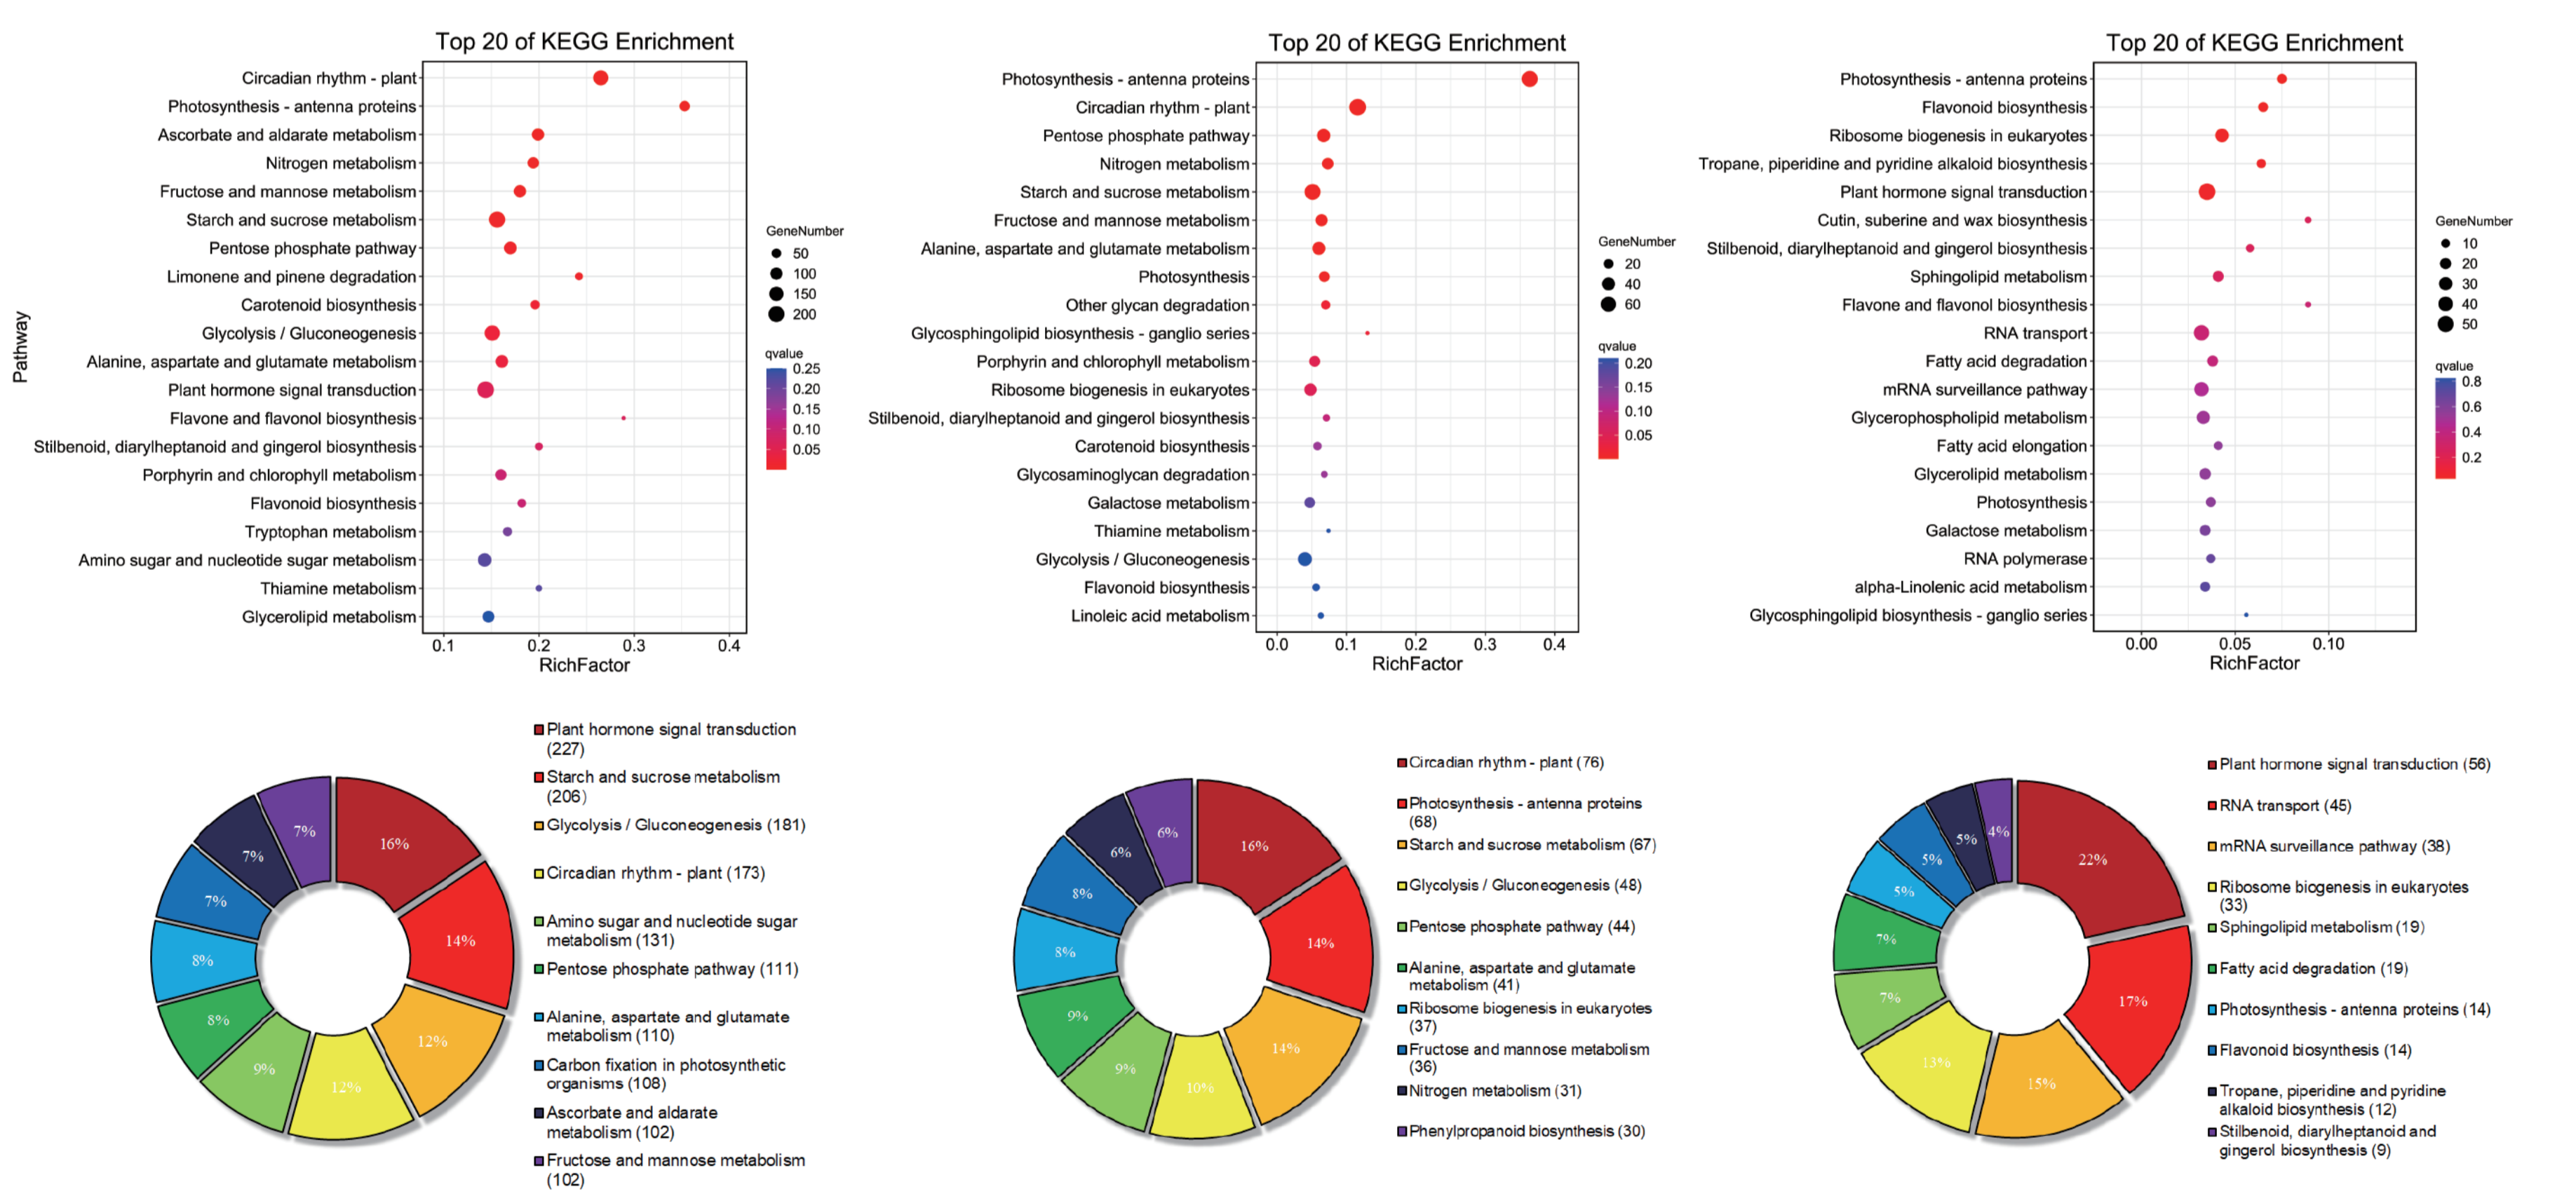 Top 20 of KEGG Enrichment
Pathway
Circadian rhythm - plant
Photosynthesis - antenna proteins
Ascorbate and aldarate metabolism
Nitrogen metabolism
Fructose and mannose metabolism
Starch and sucrose metabolism
Pentose phosphate pathway
Limonene and pinene degradation
Carotenoid biosynthesis
Glycolysis / Gluconeogenesis
Alanine, aspartate and glutamate metabolism
Plant hormone signal transduction
Flavone and flavonol biosynthesis
Stilbenoid, diarylheptanoid and gingerol biosynthesis
Porphyrin and chlorophyll metabolism
Flavonoid biosynthesis
Tryptophan metabolism
Amino sugar and nucleotide sugar metabolism
Thiamine metabolism
Glycerolipid metabolism
0.1 0.2 0.3 0.4
RichFactor
GeneNumber
50
100
150
200
qvalue
0.25
0.20
0.15
0.10
0.05
Top 20 of KEGG Enrichment
Photosynthesis - antenna proteins
Circadian rhythm - plant
Pentose phosphate pathway
Nitrogen metabolism
Starch and sucrose metabolism
Fructose and mannose metabolism
Alanine, aspartate and glutamate metabolism
Photosynthesis
Other glycan degradation
Glycosphingolipid biosynthesis - ganglio series
Porphyrin and chlorophyll metabolism
Ribosome biogenesis in eukaryotes
Stilbenoid, diarylheptanoid and gingerol biosynthesis
Carotenoid biosynthesis
Glycosaminoglycan degradation
Galactose metabolism
Thiamine metabolism
Glycolysis / Gluconeogenesis
Flavonoid biosynthesis
Linoleic acid metabolism
0.0 0.1 0.2 0.3 0.4
RichFactor
GeneNumber
20
40
60
qvalue
0.20
0.15
0.10
0.05
Top 20 of KEGG Enrichment
Photosynthesis - antenna proteins
Flavonoid biosynthesis
Ribosome biogenesis in eukaryotes
Tropane, piperidine and pyridine alkaloid biosynthesis
Plant hormone signal transduction
Cutin, suberine and wax biosynthesis
Stilbenoid, diarylheptanoid and gingerol biosynthesis
Sphingolipid metabolism
Flavone and flavonol biosynthesis
RNA transport
Fatty acid degradation
mRNA surveillance pathway
Glycerophospholipid metabolism
Fatty acid elongation
Glycerolipid metabolism
Photosynthesis
Galactose metabolism
RNA polymerase
alpha-Linolenic acid metabolism
Glycosphingolipid biosynthesis - ganglio series
0.00 0.05 0.10
RichFactor
GeneNumber
10
20
30
40
50
qvalue
0.8
0.6
0.4
0.2
16%
14%
12%
12%
9%
8%
8%
7%
7%
7%
Plant hormone signal transduction
(227)
Starch and sucrose metabolism
(206)
Glycolysis / Gluconeogenesis (181)
Circadian rhythm - plant (173)
Amino sugar and nucleotide sugar
metabolism (131)
Pentose phosphate pathway (111)
Alanine, aspartate and glutamate
metabolism (110)
Carbon fixation in photosynthetic
organisms (108)
Ascorbate and aldarate
metabolism (102)
Fructose and mannose metabolism
(102)
16%
14%
14%
10%
9%
9%
8%
8%
6%
6%
Circadian rhythm - plant (76)
Photosynthesis - antenna proteins
(68)
Starch and sucrose metabolism (67)
Glycolysis / Gluconeogenesis (48)
Pentose phosphate pathway (44)
Alanine, aspartate and glutamate
metabolism (41)
Ribosome biogenesis in eukaryotes
(37)
Fructose and mannose metabolism
(36)
Nitrogen metabolism (31)
Phenylpropanoid biosynthesis (30)
22%
17%
15%
13%
7%
7%
5%
5%
5%
4%
Plant hormone signal transduction (56)
RNA transport (45)
mRNA surveillance pathway (38)
Ribosome biogenesis in eukaryotes
(33)
Sphingolipid metabolism (19)
Fatty acid degradation (19)
Photosynthesis - antenna proteins (14)
Flavonoid biosynthesis (14)
Tropane, piperidine and pyridine
alkaloid biosynthesis (12)
Stilbenoid, diarylheptanoid and
gingerol biosynthesis (9)